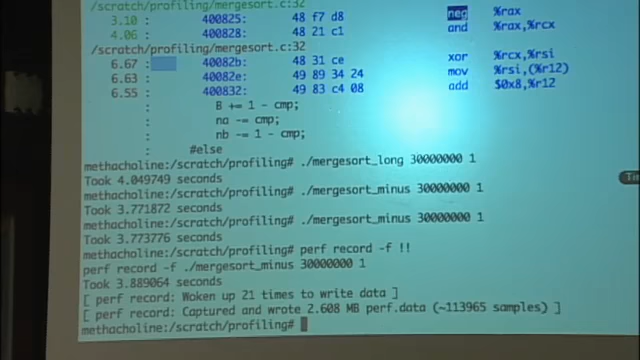 /scratch/profiling/mergesort.c:32
3.10 : 400825: 48 f7 d8 neg %rax
4.06 : 400828: 48 21 c1 and %rax,%rcx
/scratch/profiling/mergesort.c:32
6.67 : 40082b: 48 31 ce xor %rcx,%rsi
6.63 : 40082e: 49 89 34 24 mov %rsi,(%r12)
6.55 : 400832: 49 83 c4 08 add $0x8,%r12
: B += 1 - cmp;
: na -= cmp;
: nb -= 1 - cmp;
: #else
methacholine:/scratch/profiling# ./mergesort_long 30000000 1
Took 4.049749 seconds
methacholine:/scratch/profiling# ./mergesort_minus 30000000 1
Took 3.771872 seconds
methacholine:/scratch/profiling# ./mergesort_minus 30000000 1
Took 3.773776 seconds
methacholine:/scratch/profiling# perf record -f !!
perf record -f ./mergesort_minus 30000000 1
Took 3.889064 seconds
[ perf record: Woken up 21 times to write data ]
[ perf record: Captured and wrote 2.608 MB perf.data (~113965 samples) ]
methacholine:/scratch/profiling#